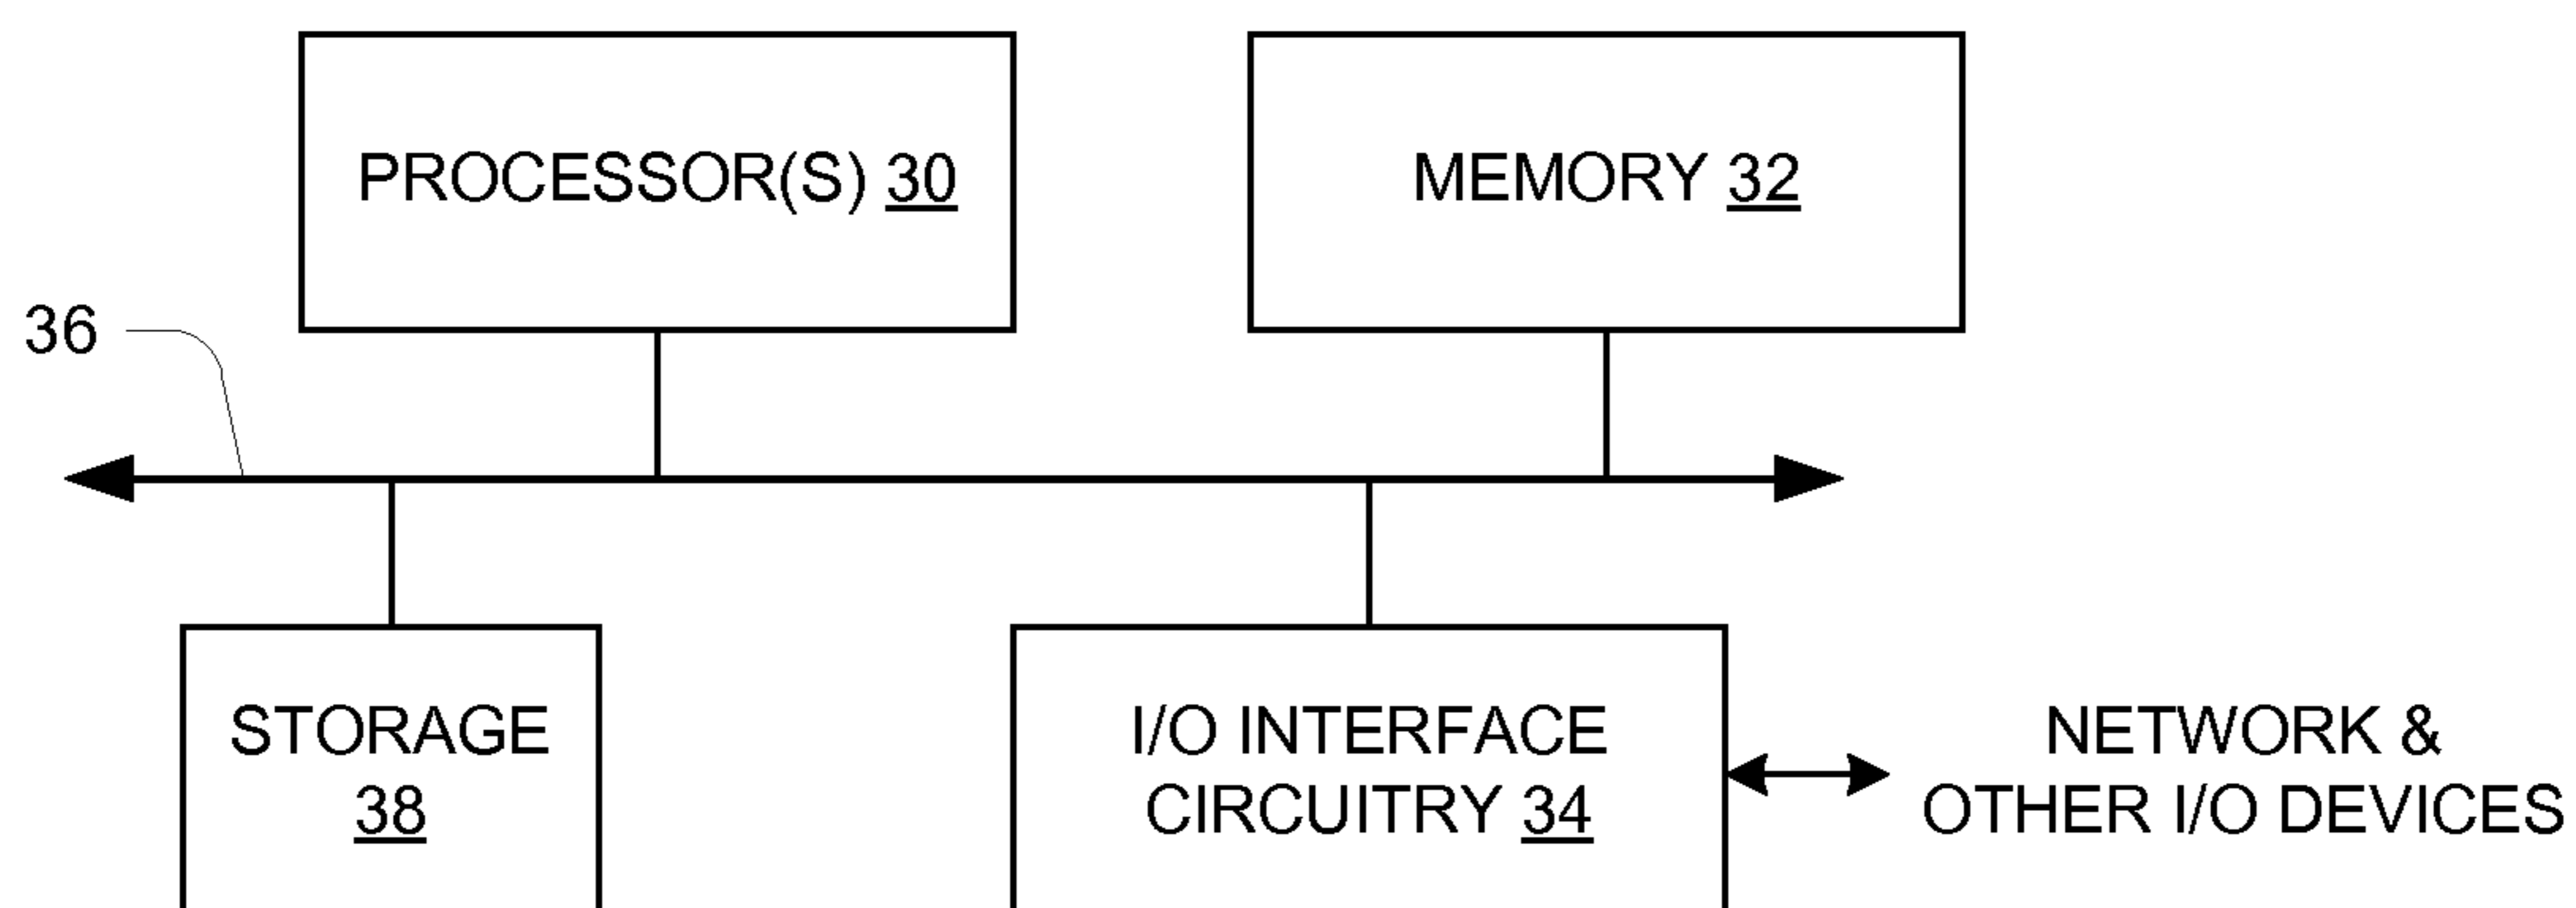 PROCESSOR(S) 30
MEMORY 32
36
STORAGE
38
I/O INTERFACE
CIRCUITRY 34
NETWORK &
OTHER I/O DEVICES